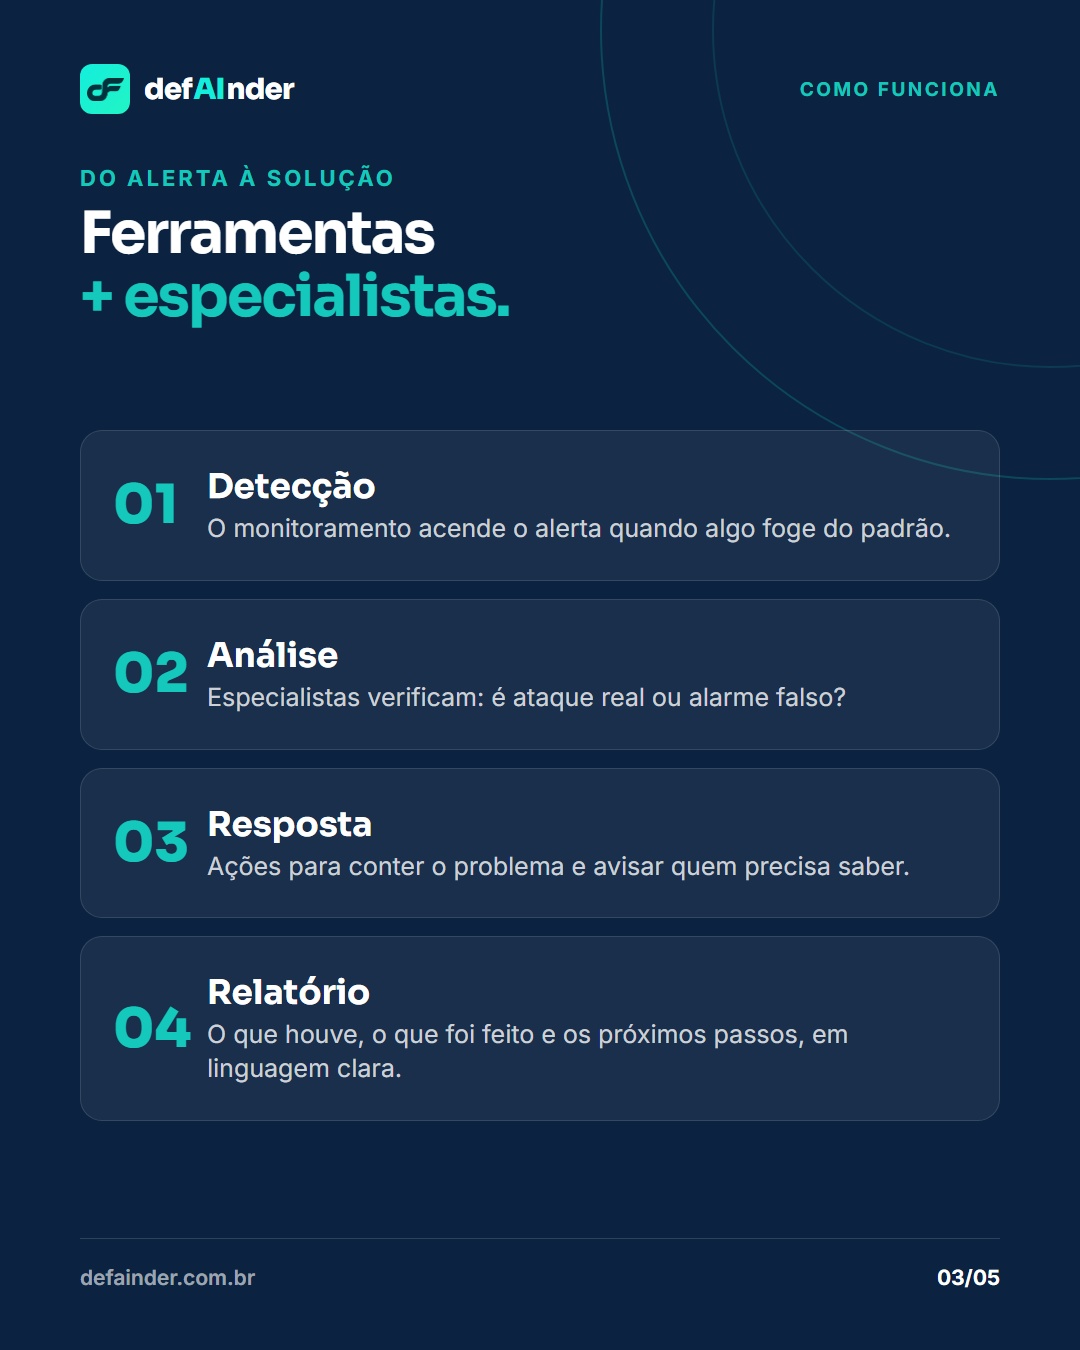 defAInder
COMO FUNCIONA
DO ALERTA À SOLUÇÃO
Ferramentas
+ especialistas.
01
Detecção
O monitoramento acende o alerta quando algo foge do padrão.
02
Análise
Especialistas verificam: é ataque real ou alarme falso?
03
Resposta
Ações para conter o problema e avisar quem precisa saber.
04
Relatório
O que houve, o que foi feito e os próximos passos, em
linguagem clara.
defainder.com.br
03/05